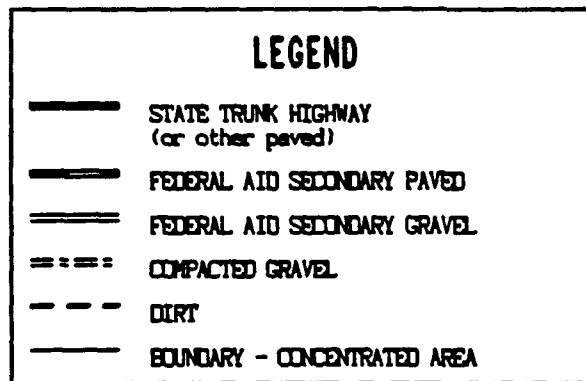 LEGEND
STATE TRUNK HIGHWAY
(or other paved)
FEDERAL AID SECONDARY PAVED
FEDERAL AID SECONDARY GRAVEL
COMPACTED GRAVEL
DIRT
BOUNDARY - CONCENTRATED AREA